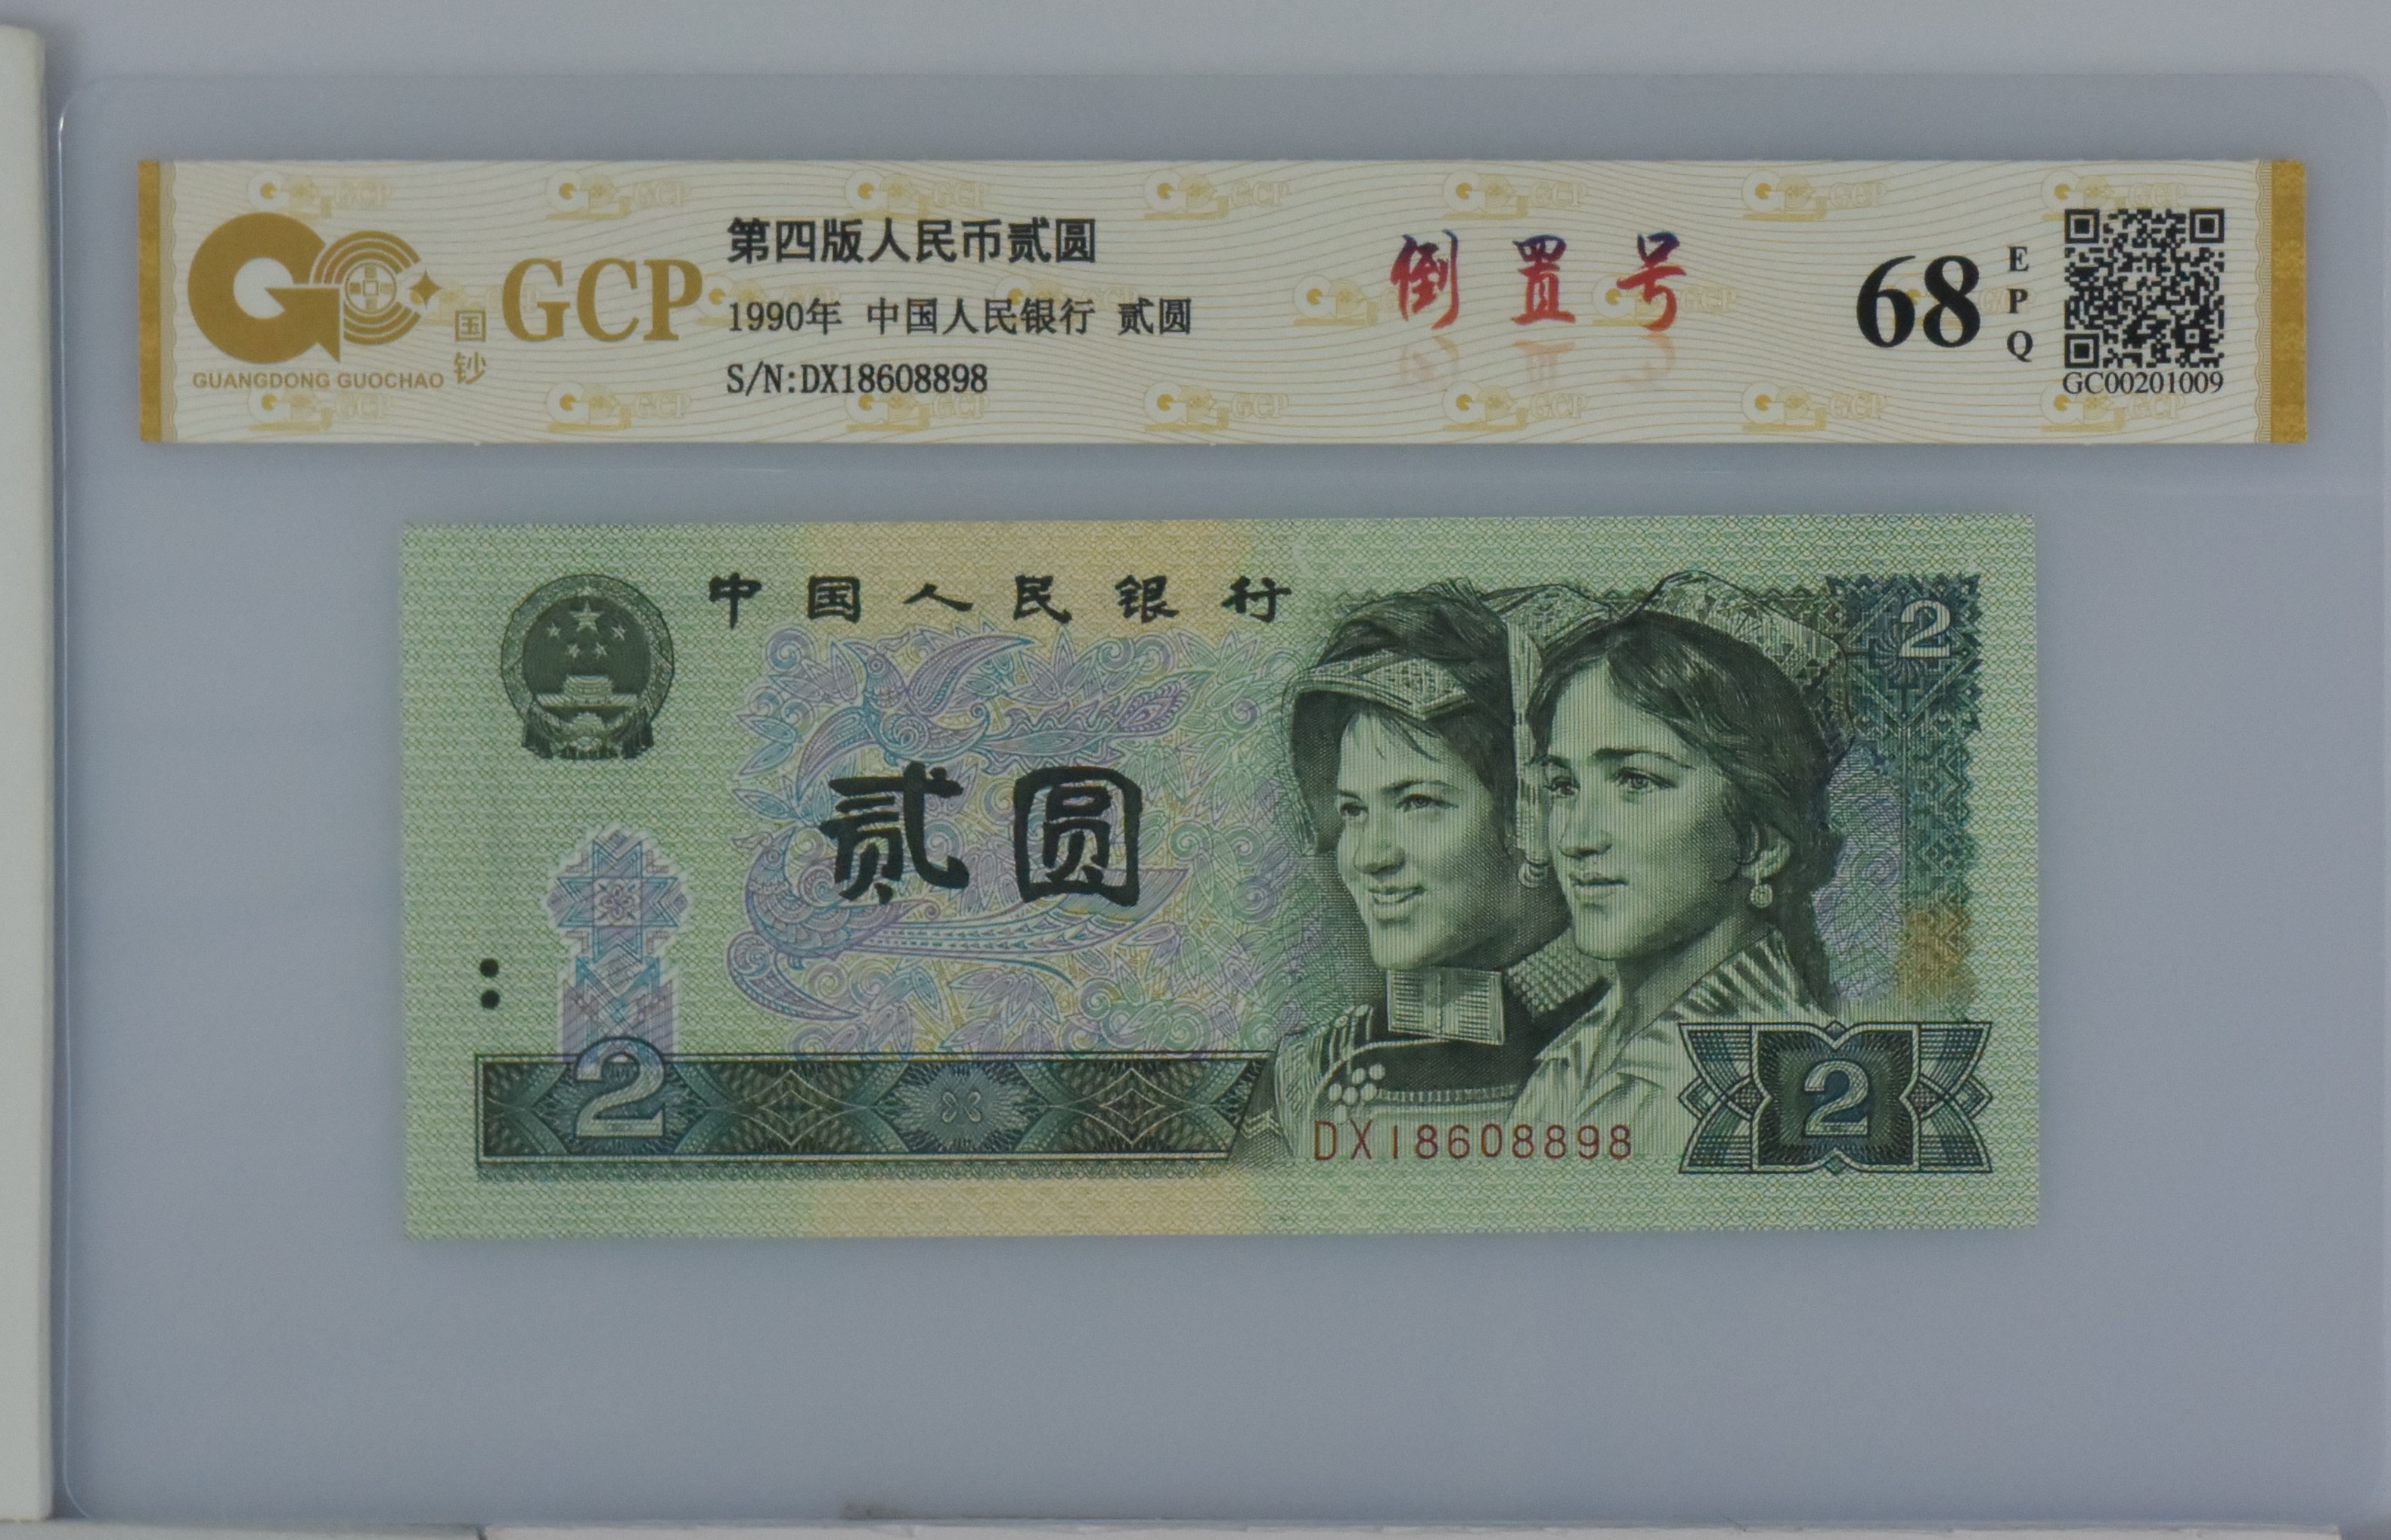 GCP
国钞
GUANGDONG GUOCHAO
第四版人民币贰圆
1990年 中国人民银行 贰圆
S/N:DX18608898
倒置号
68
EPQ
GC00201009
中国人民银行
2
贰圆
2
DX18608898
2